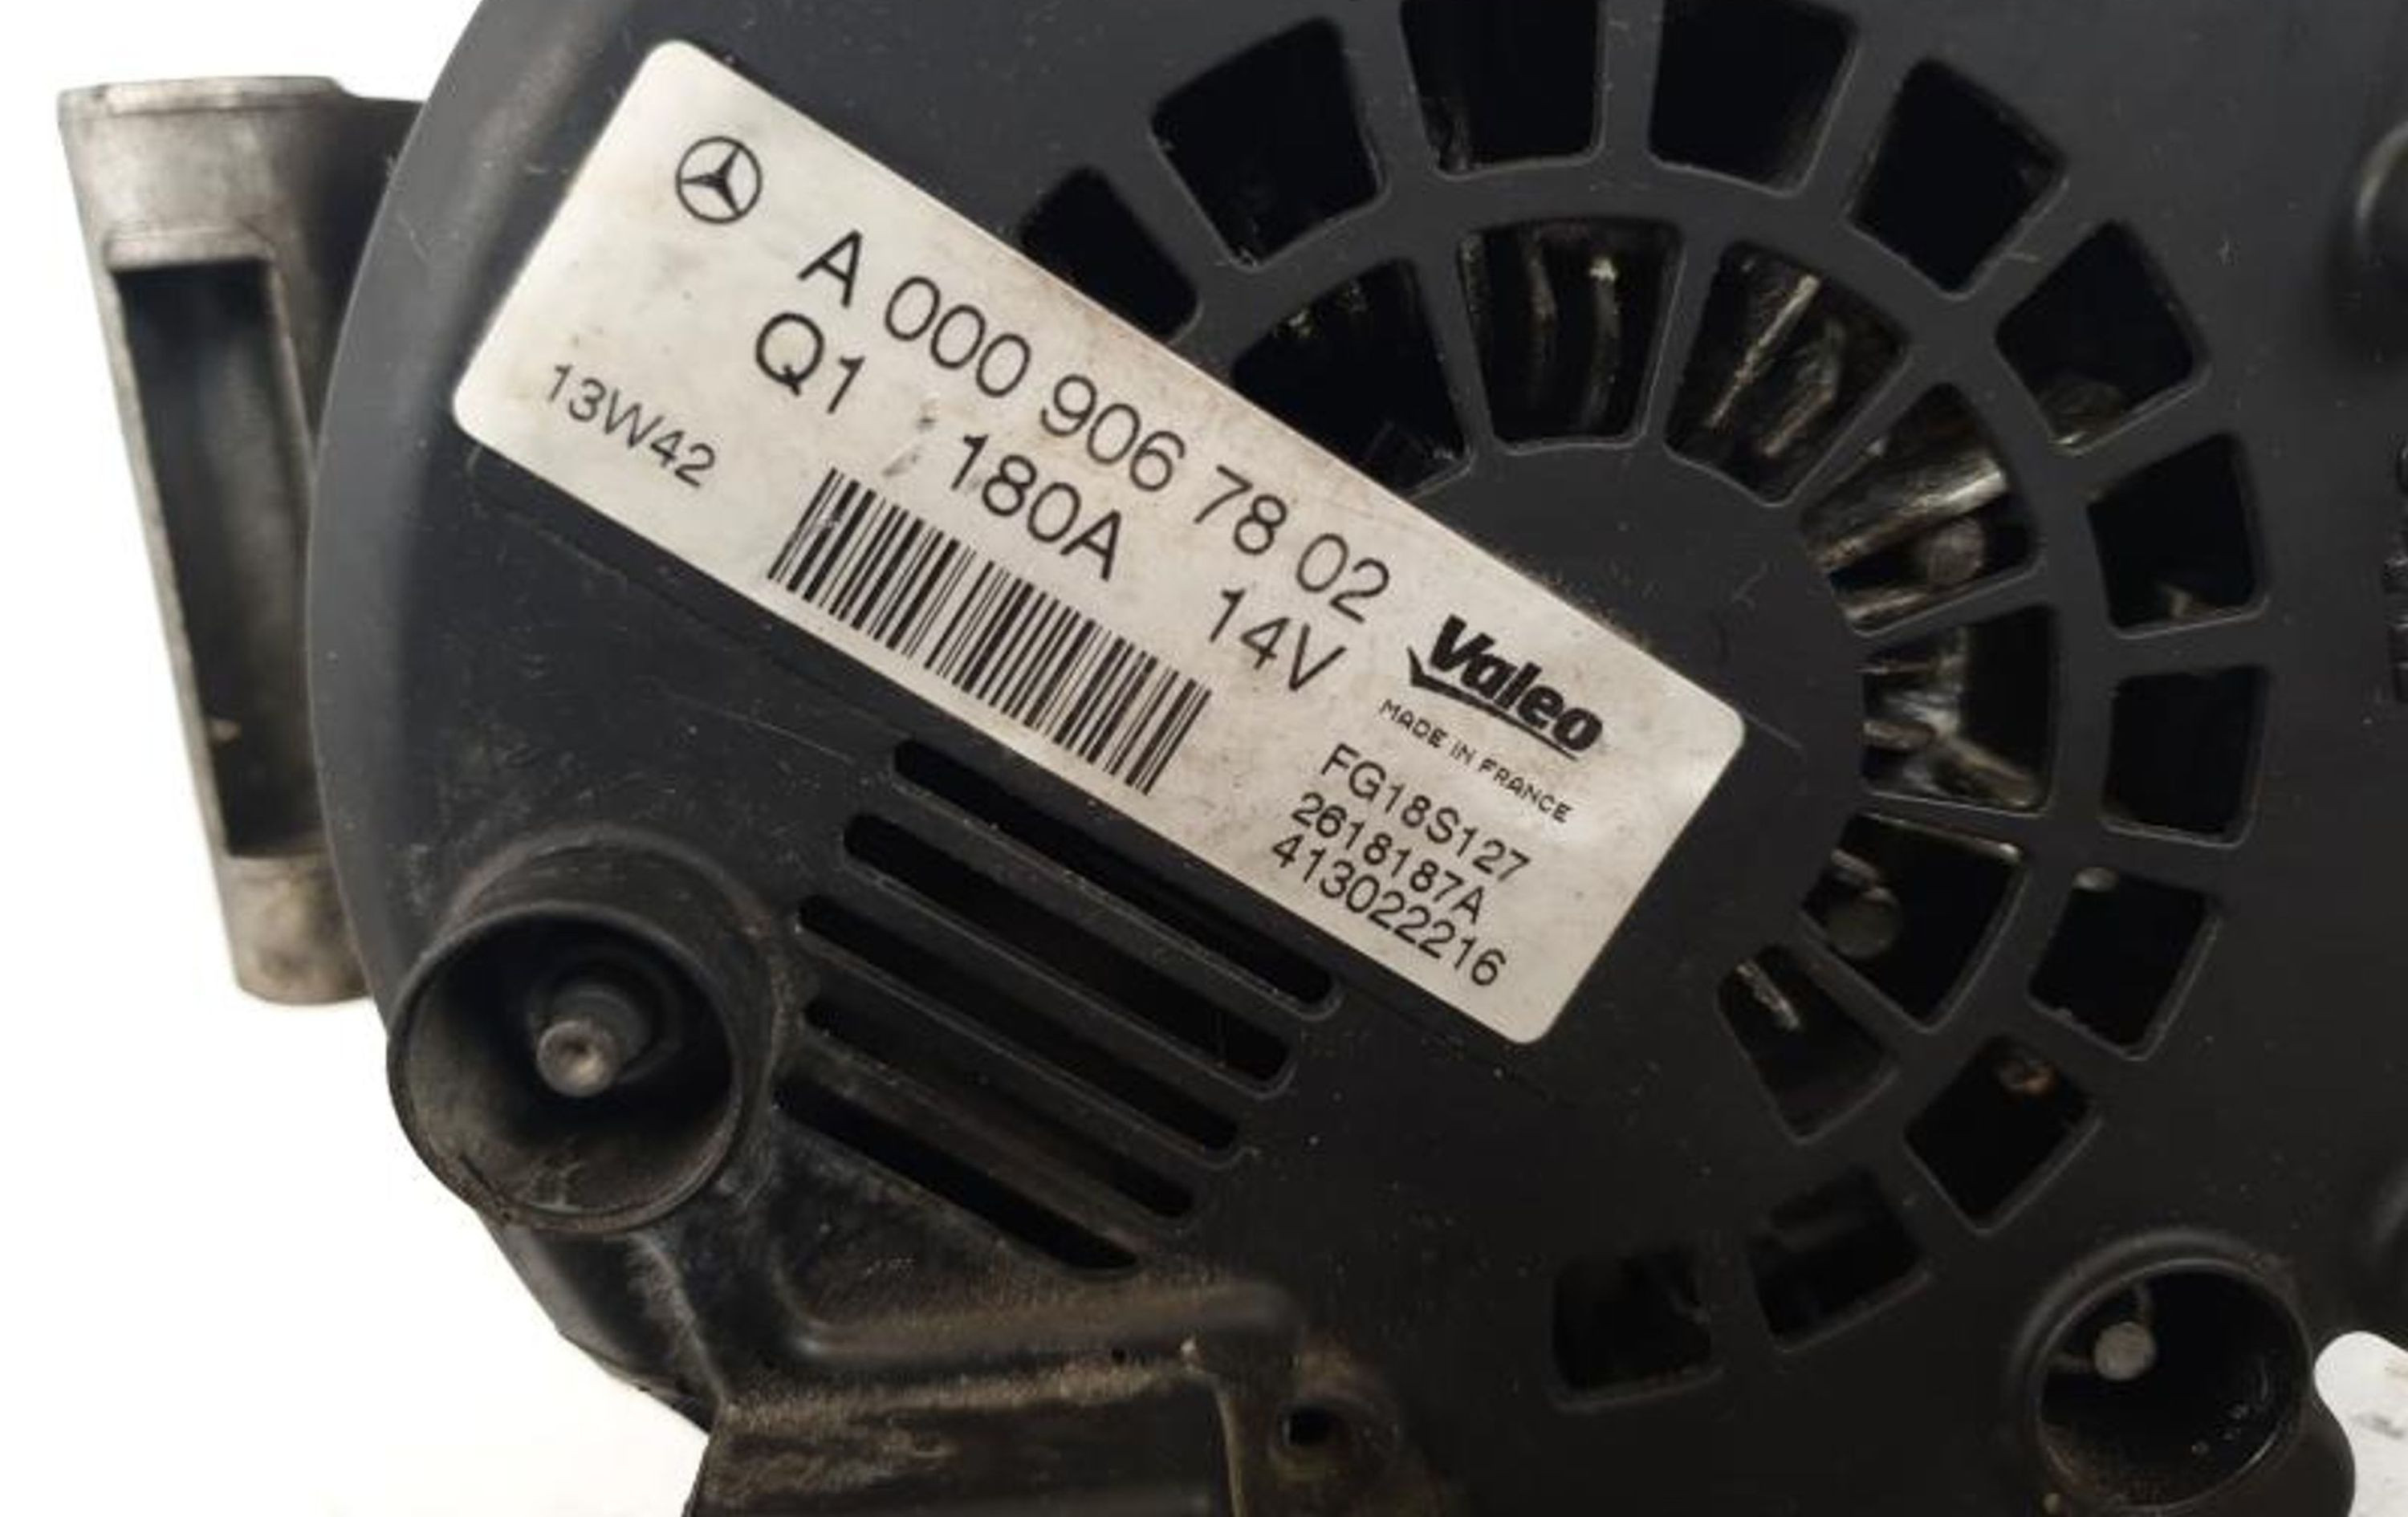 A 000 906 78 02
Q1 180A 14V
13W42
Valeo
MADE IN FRANCE
FG18S127
2618187A
413022216